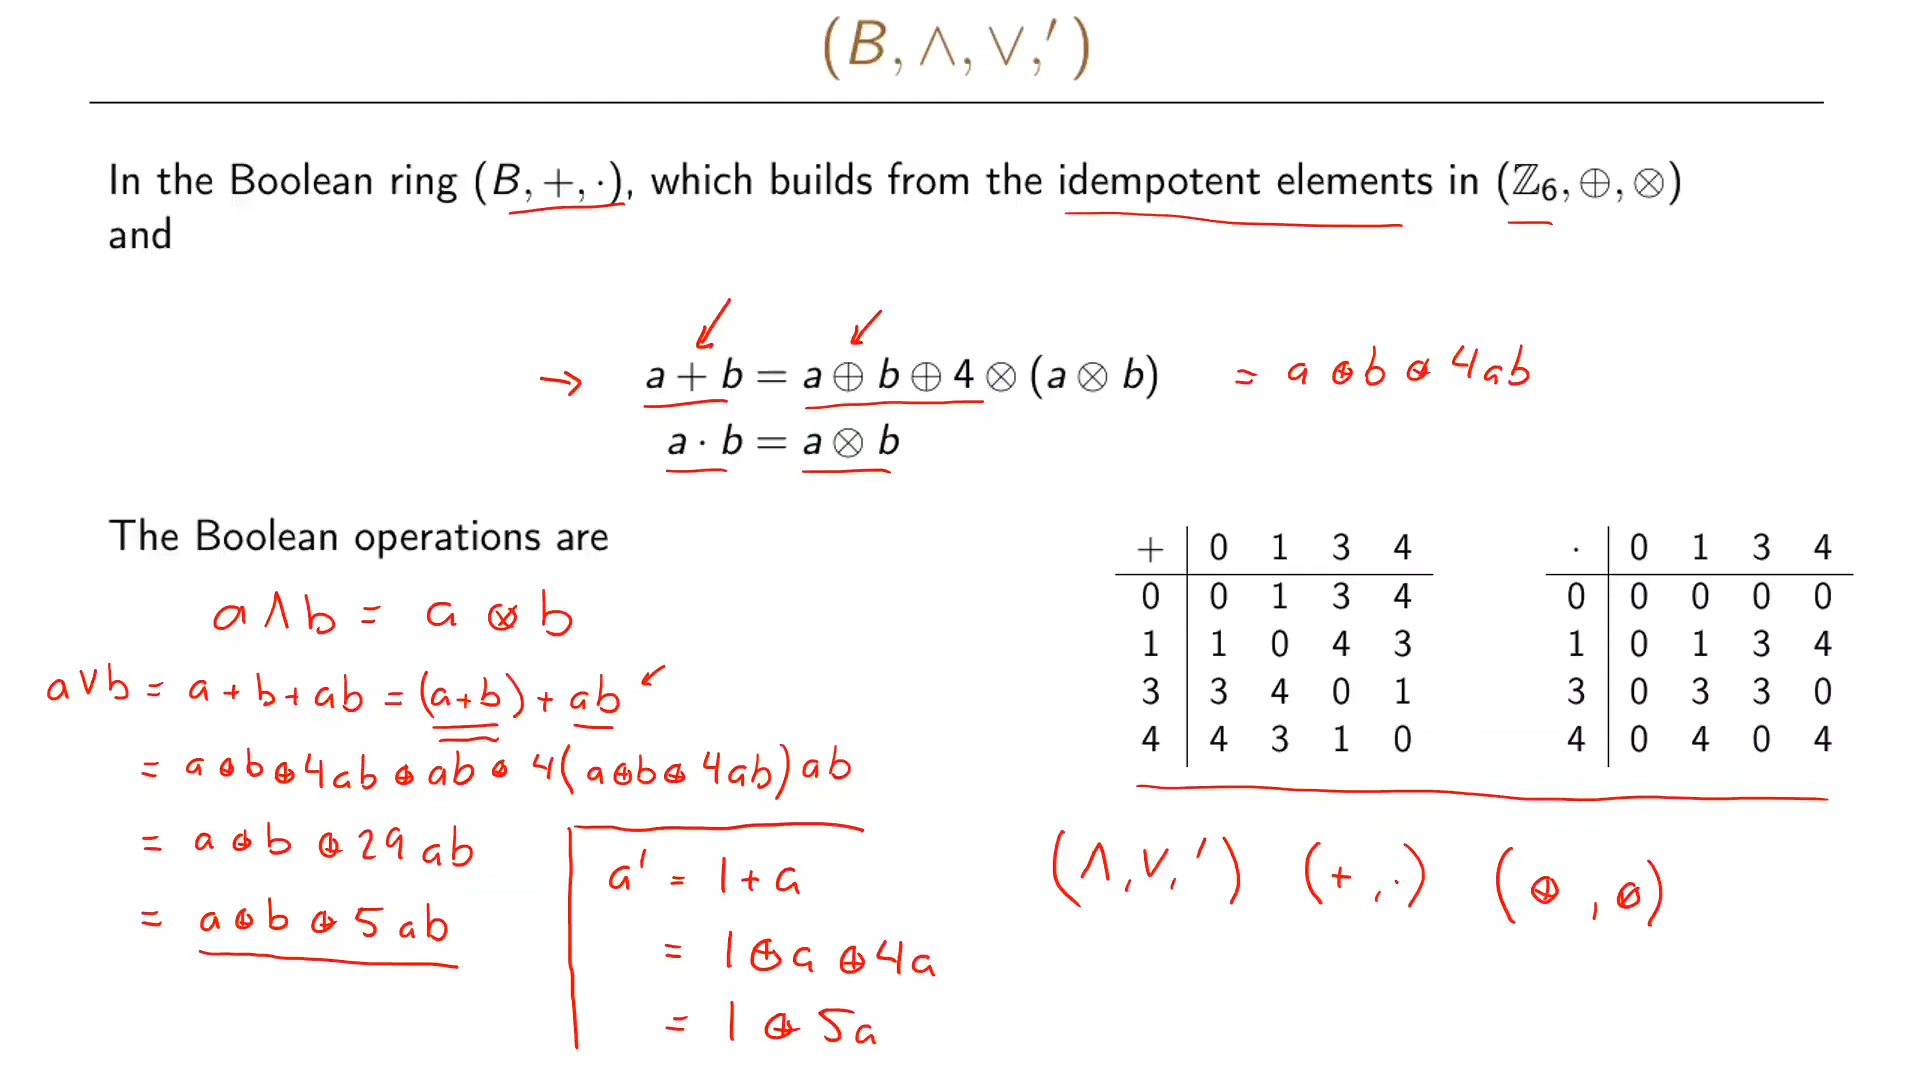 (B, ∧, ∨,′)
In the Boolean ring (B, +, ·), which builds from the idempotent elements in (ℤ₆, ⊕, ⊗)
and
→ a + b = a ⊕ b ⊕ 4 ⊗ (a ⊗ b) = a ⊕ b ⊕ 4ab
a · b = a ⊗ b
The Boolean operations are
a ∧ b = a ⊗ b
a ∨ b = a + b + ab = (a+b) + ab
= a ⊕ b ⊕ 4ab ⊕ ab ⊕ 4(a ⊕ b ⊕ 4ab) ab
= a ⊕ b ⊕ 29 ab
= a ⊕ b ⊕ 5 ab
a′ = 1 + a
= 1 ⊕ a ⊕ 4a
= 1 ⊕ 5a
+ 0 1 3 4
0 0 1 3 4
1 1 0 4 3
3 3 4 0 1
4 4 3 1 0
· 0 1 3 4
0 0 0 0 0
1 0 1 3 4
3 0 3 3 0
4 0 4 0 4
(∧, ∨, ′) (+, ·) (⊕, ⊗)